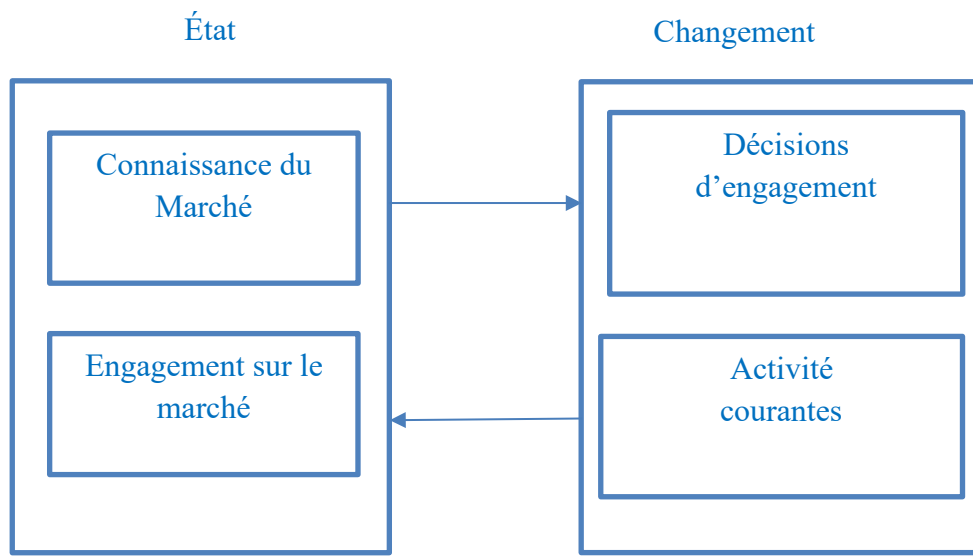 État
Changement
Connaissance du
Marché
Décisions
d’engagement
Engagement sur le
marché
Activité
courantes